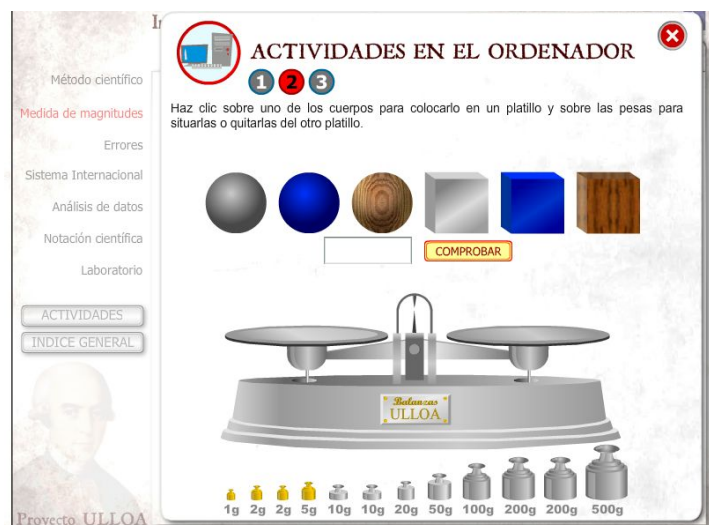 ACTIVIDADES EN EL ORDENADOR
1 2 3
Haz clic sobre uno de los cuerpos para colocarlo en un platillo y sobre las pesas para
situarlas o quitarlas del otro platillo.
Método científico
Medida de magnitudes
Errores
Sistema Internacional
Análisis de datos
Notación científica
Laboratorio
ACTIVIDADES
INDICE GENERAL
Proyecto ULLOA
COMPROBAR
Balanzas
ULLOA
1g 2g 2g 5g 10g 10g 20g 50g 100g 200g 200g 500g